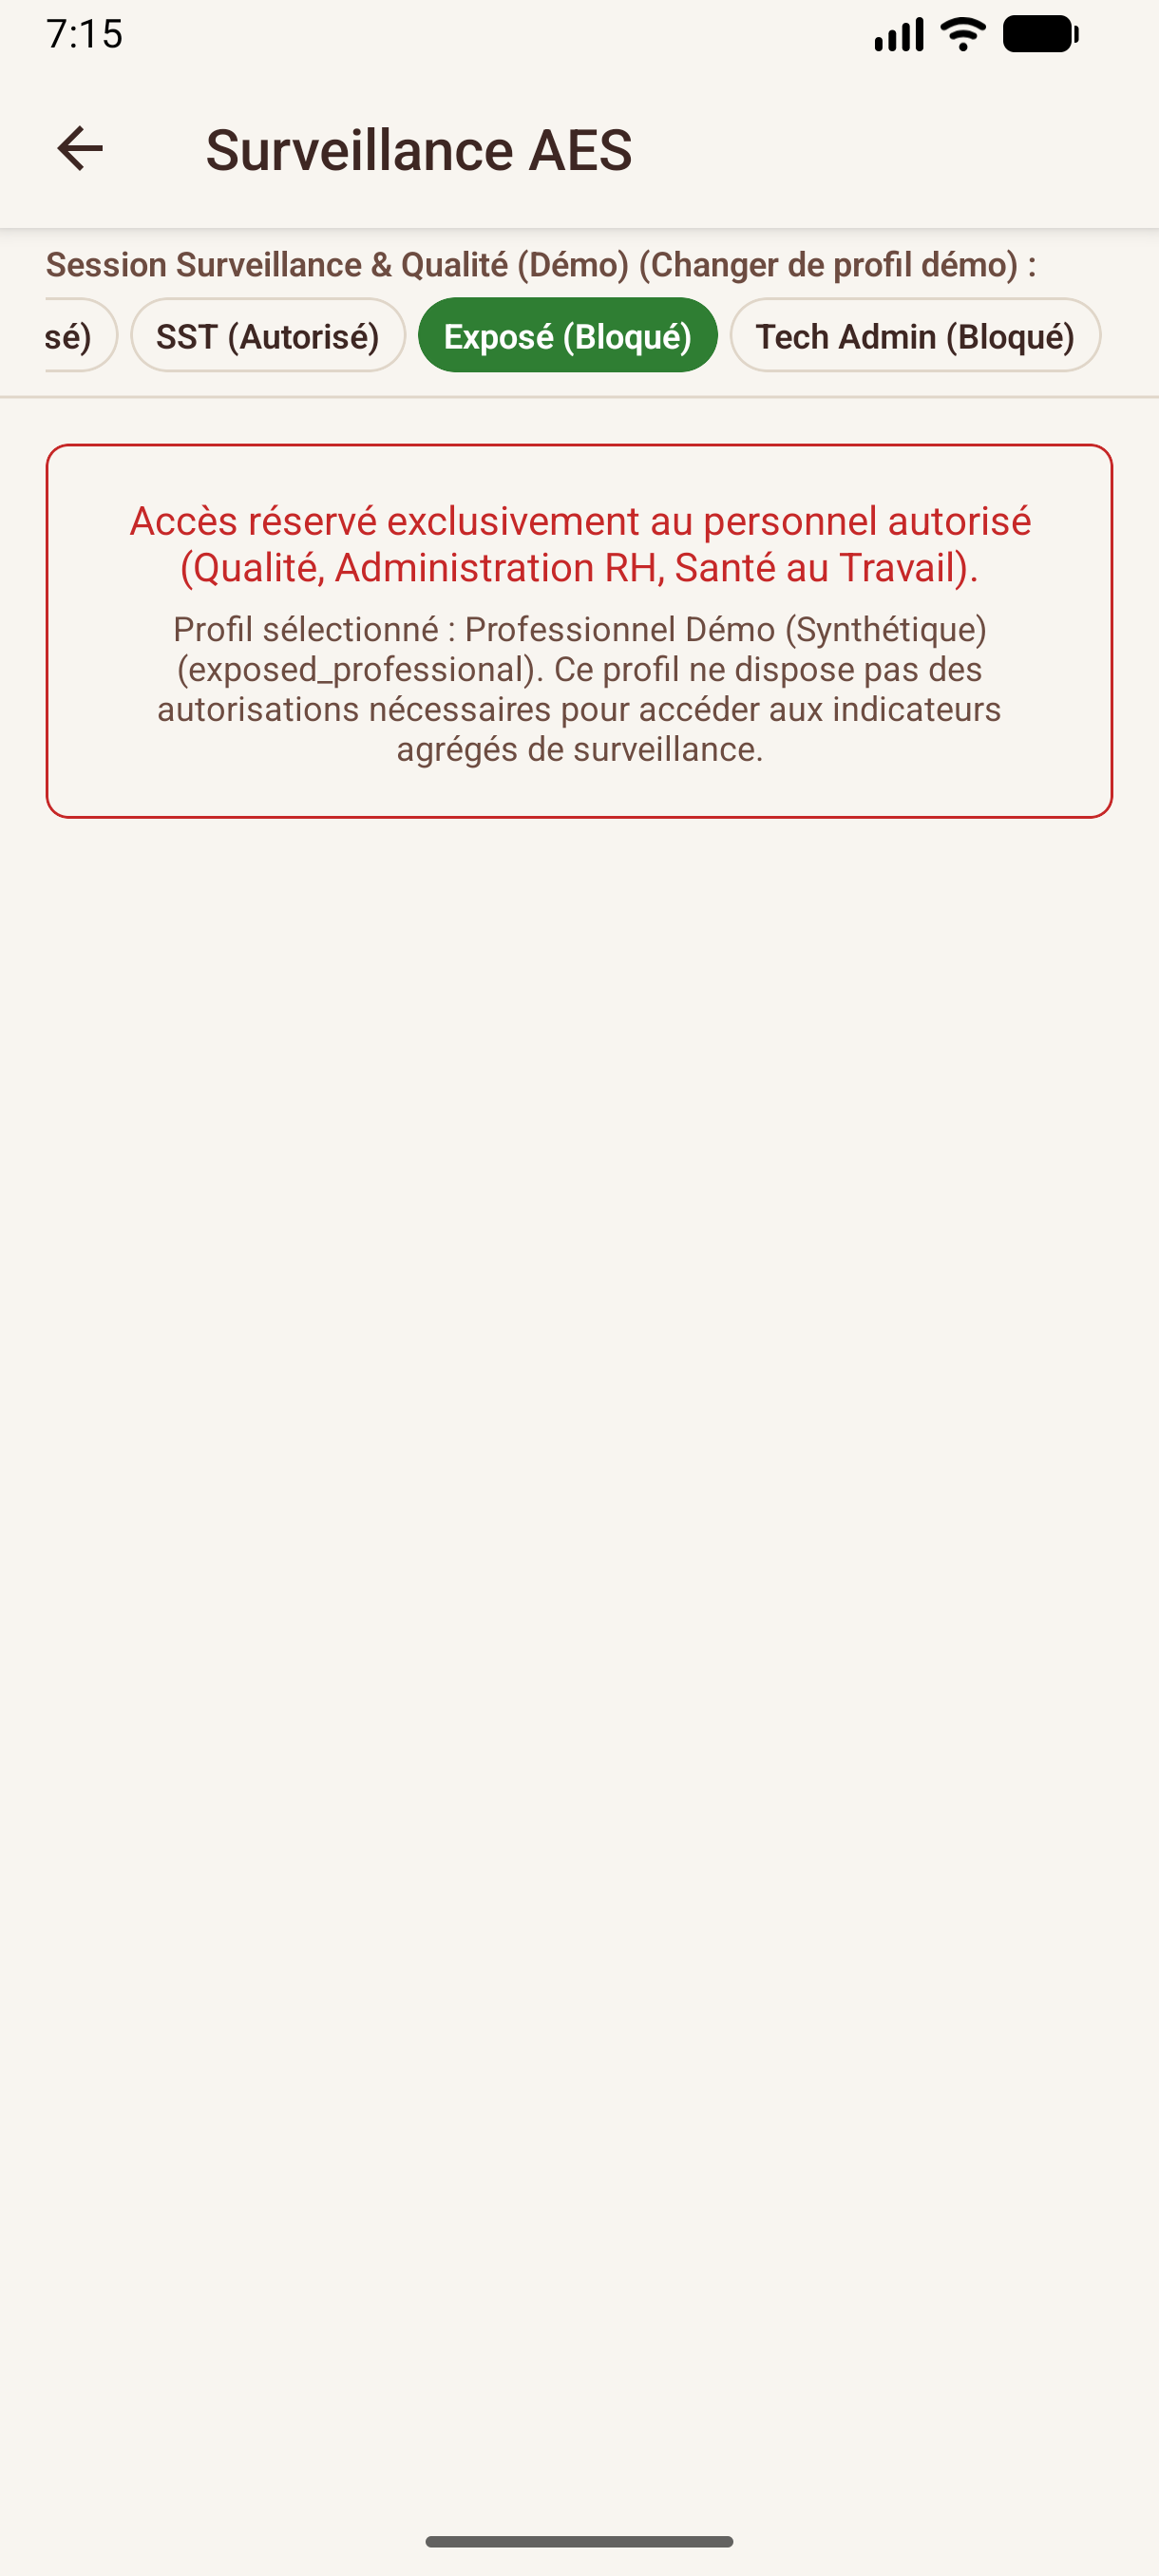 7:15
Surveillance AES
Session Surveillance & Qualité (Démo) (Changer de profil démo) :
sé)
SST (Autorisé)
Exposé (Bloqué)
Tech Admin (Bloqué)
Accès réservé exclusivement au personnel autorisé
(Qualité, Administration RH, Santé au Travail).
Profil sélectionné : Professionnel Démo (Synthétique)
(exposed_professional). Ce profil ne dispose pas des
autorisations nécessaires pour accéder aux indicateurs
agrégés de surveillance.